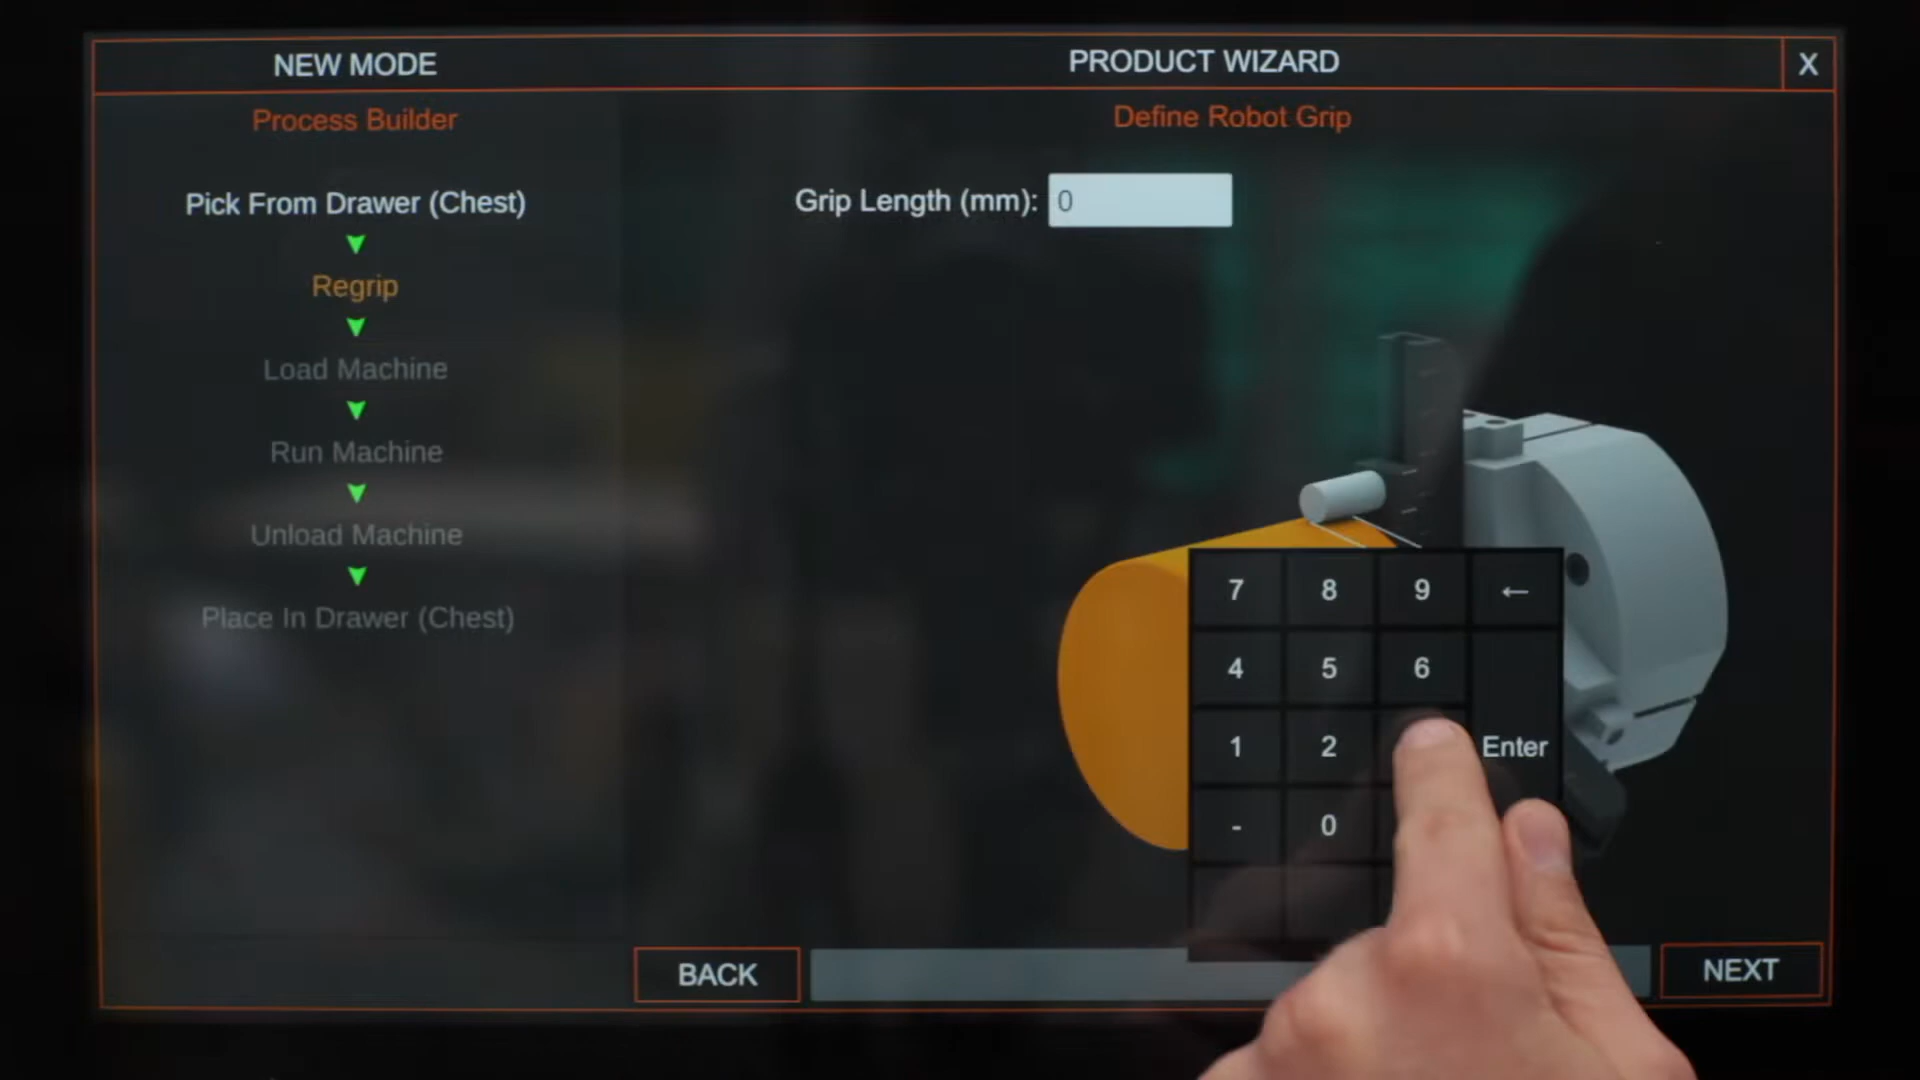 NEW MODE
PRODUCT WIZARD
X
Process Builder
Define Robot Grip
Pick From Drawer (Chest)
Grip Length (mm): 0
Regrip
Load Machine
Run Machine
Unload Machine
Place In Drawer (Chest)
7 8 9 ←
4 5 6
1 2 Enter
- 0
BACK
NEXT